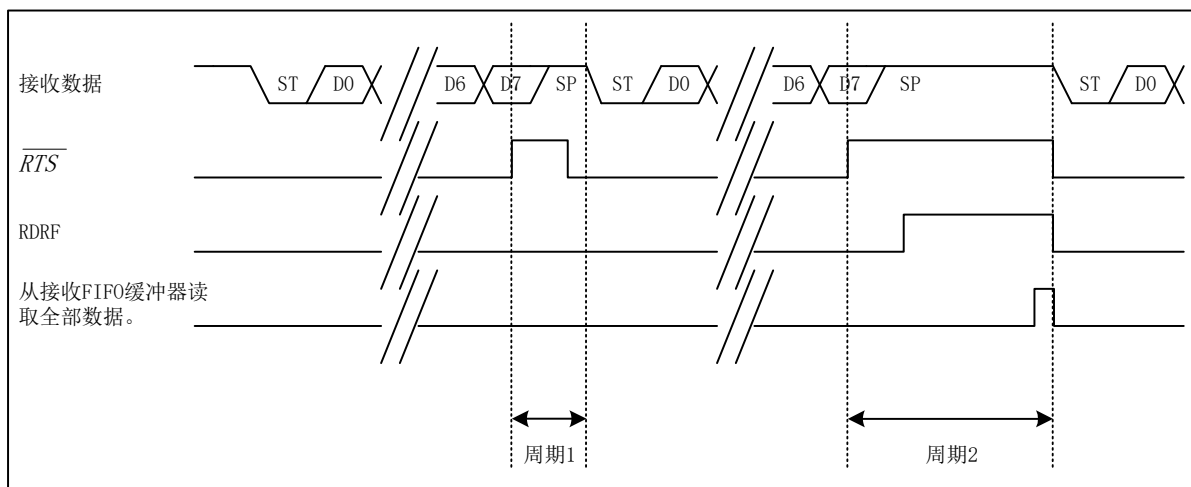 接收数据 ST D0 D6 D7 SP ST D0 D6 D7 SP ST D0
RTS
RDRF
从接收FIFO缓冲器读
取全部数据。
周期1 周期2